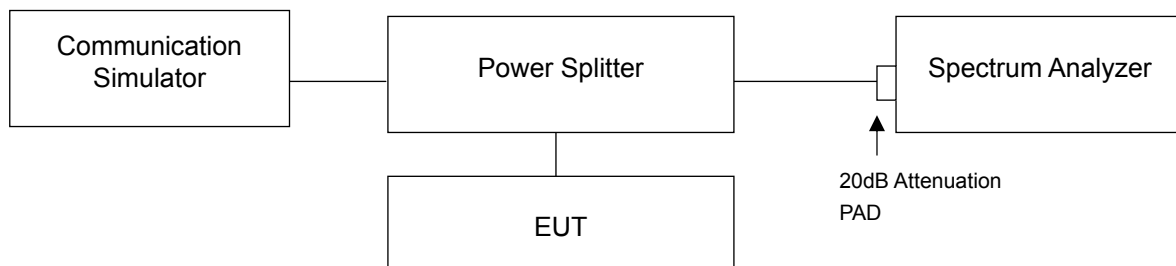 Communication
Simulator
Power Splitter
Spectrum Analyzer
20dB Attenuation
PAD
EUT